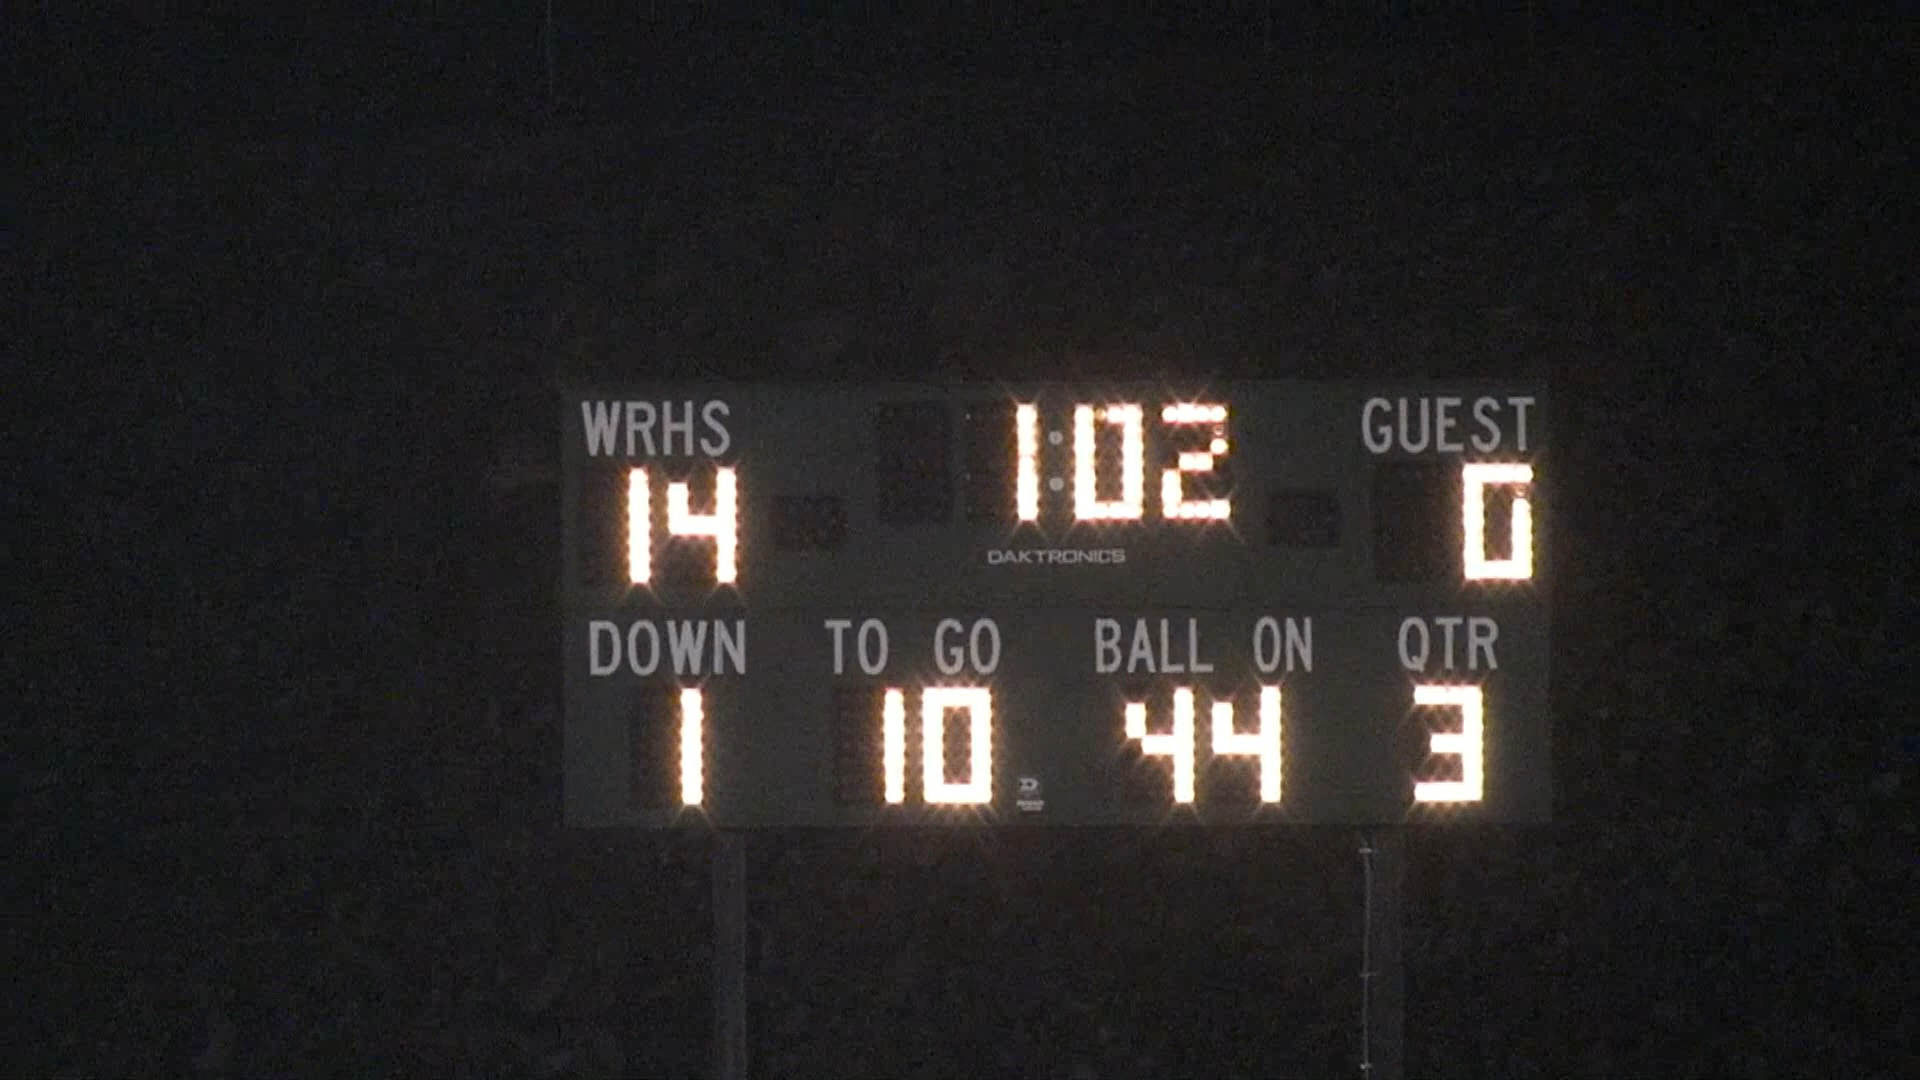 WRHS 1:02 GUEST
14 0
DAKTRONICS
DOWN TO GO BALL ON QTR
1 10 44 3